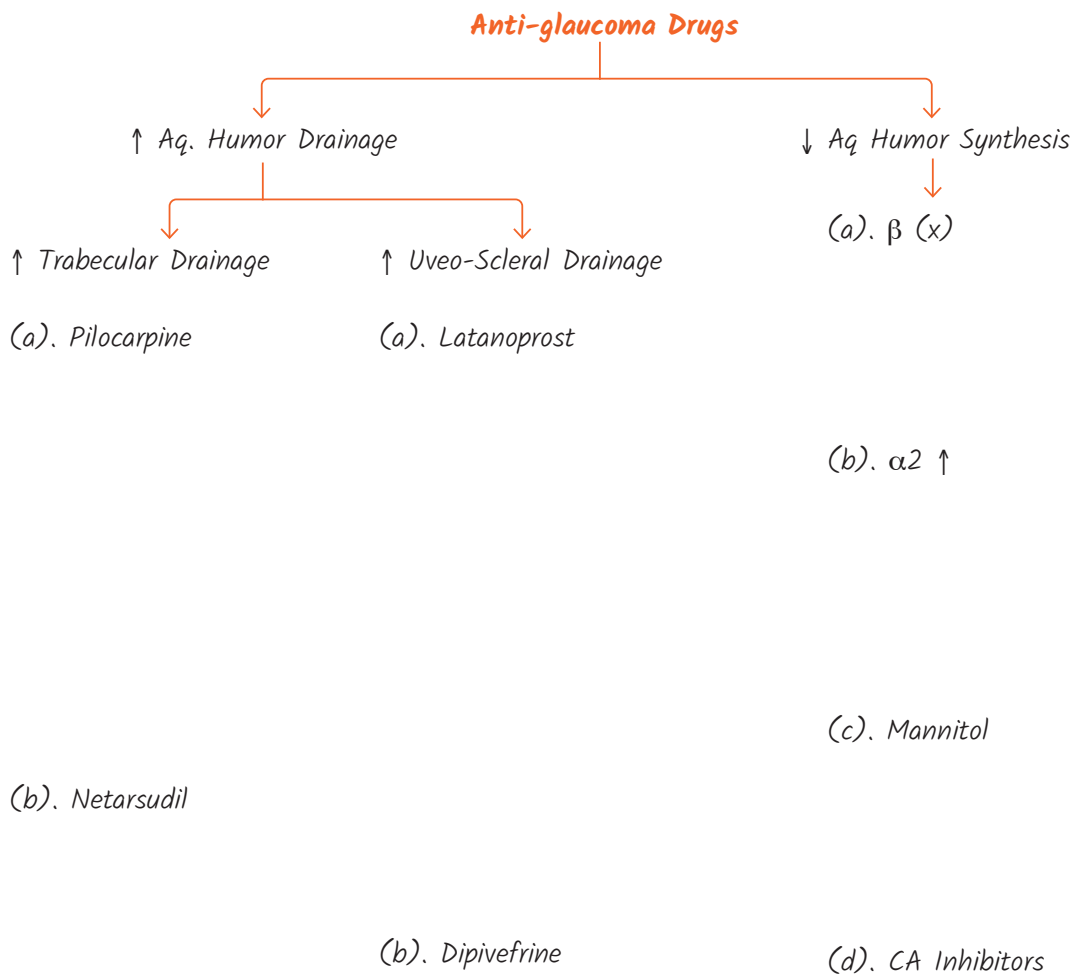 Anti-glaucoma Drugs
↑ Aq. Humor Drainage
↓ Aq Humor Synthesis
↑ Trabecular Drainage
(a). Pilocarpine
(b). Netarsudil
↑ Uveo-Scleral Drainage
(a). Latanoprost
(b). Dipivefrine
(a). β (x)
(b). α2 ↑
(c). Mannitol
(d). CA Inhibitors